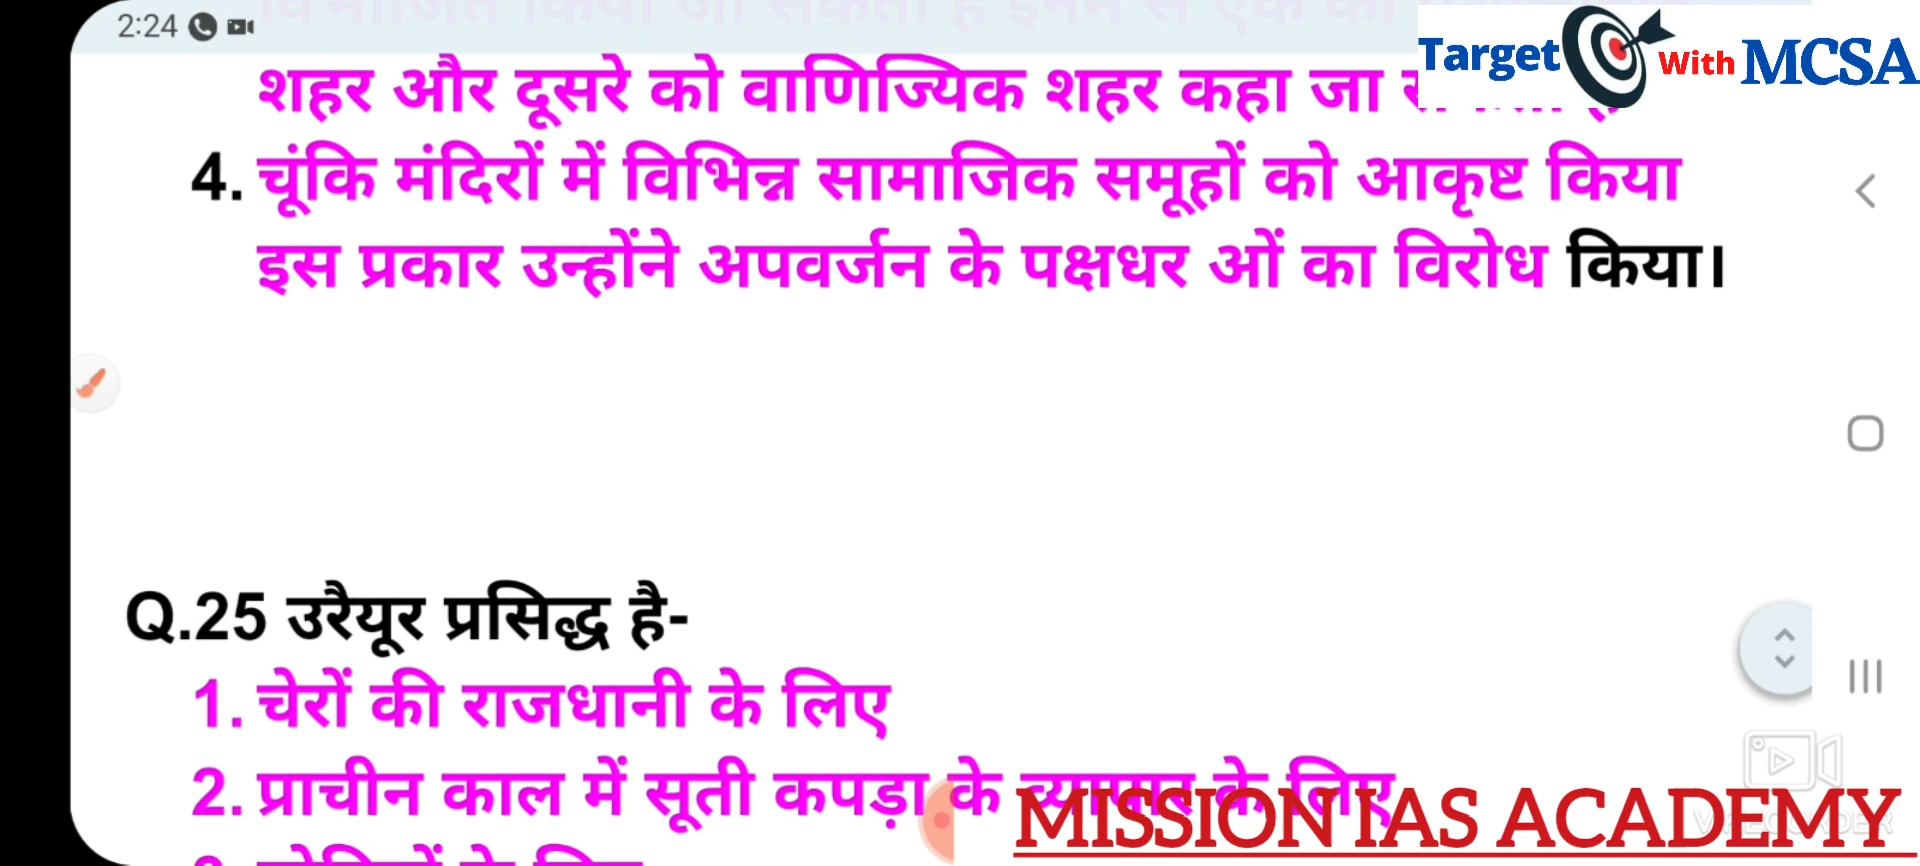 2:24
Target With MCSA
शहर और दूसरे को वाणिज्यिक शहर कहा जा
4. चूंकि मंदिरों में विभिन्न सामाजिक समूहों को आकृष्ट किया
इस प्रकार उन्होंने अपवर्जन के पक्षधर ओं का विरोध किया।
Q.25 उरैयूर प्रसिद्ध है-
1. चेरों की राजधानी के लिए
2. प्राचीन काल में सूती कपड़ा के व्यापार के लिए
MISSION IAS ACADEMY